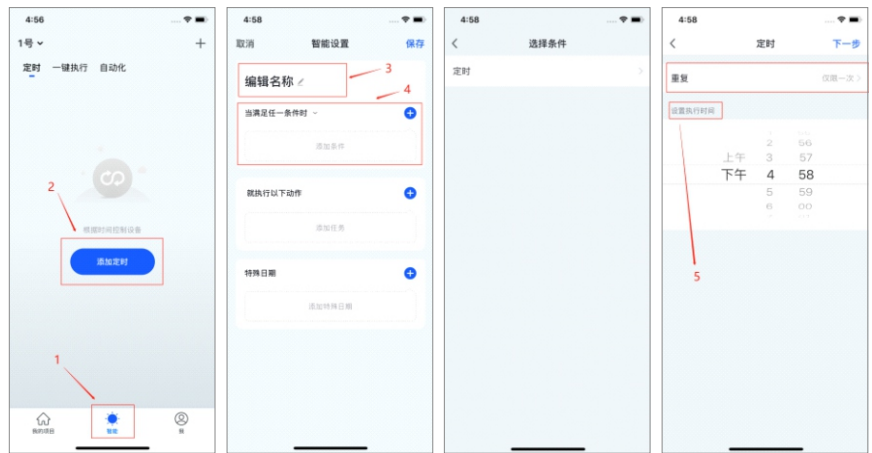 4:56
1号
定时 一键执行 自动化
2
根据时间控制设备
添加定时
1
我的项目 智能 我
4:58
取消 智能设置 保存
编辑名称
3
4
当满足任一条件时
添加条件
就执行以下动作
添加任务
特殊日期
添加特殊日期
4:58
选择条件
定时
4:58
定时 下一步
重复 仅限一次
设置执行时间
2 56
上午 3 57
下午 4 58
5 59
6 00
5